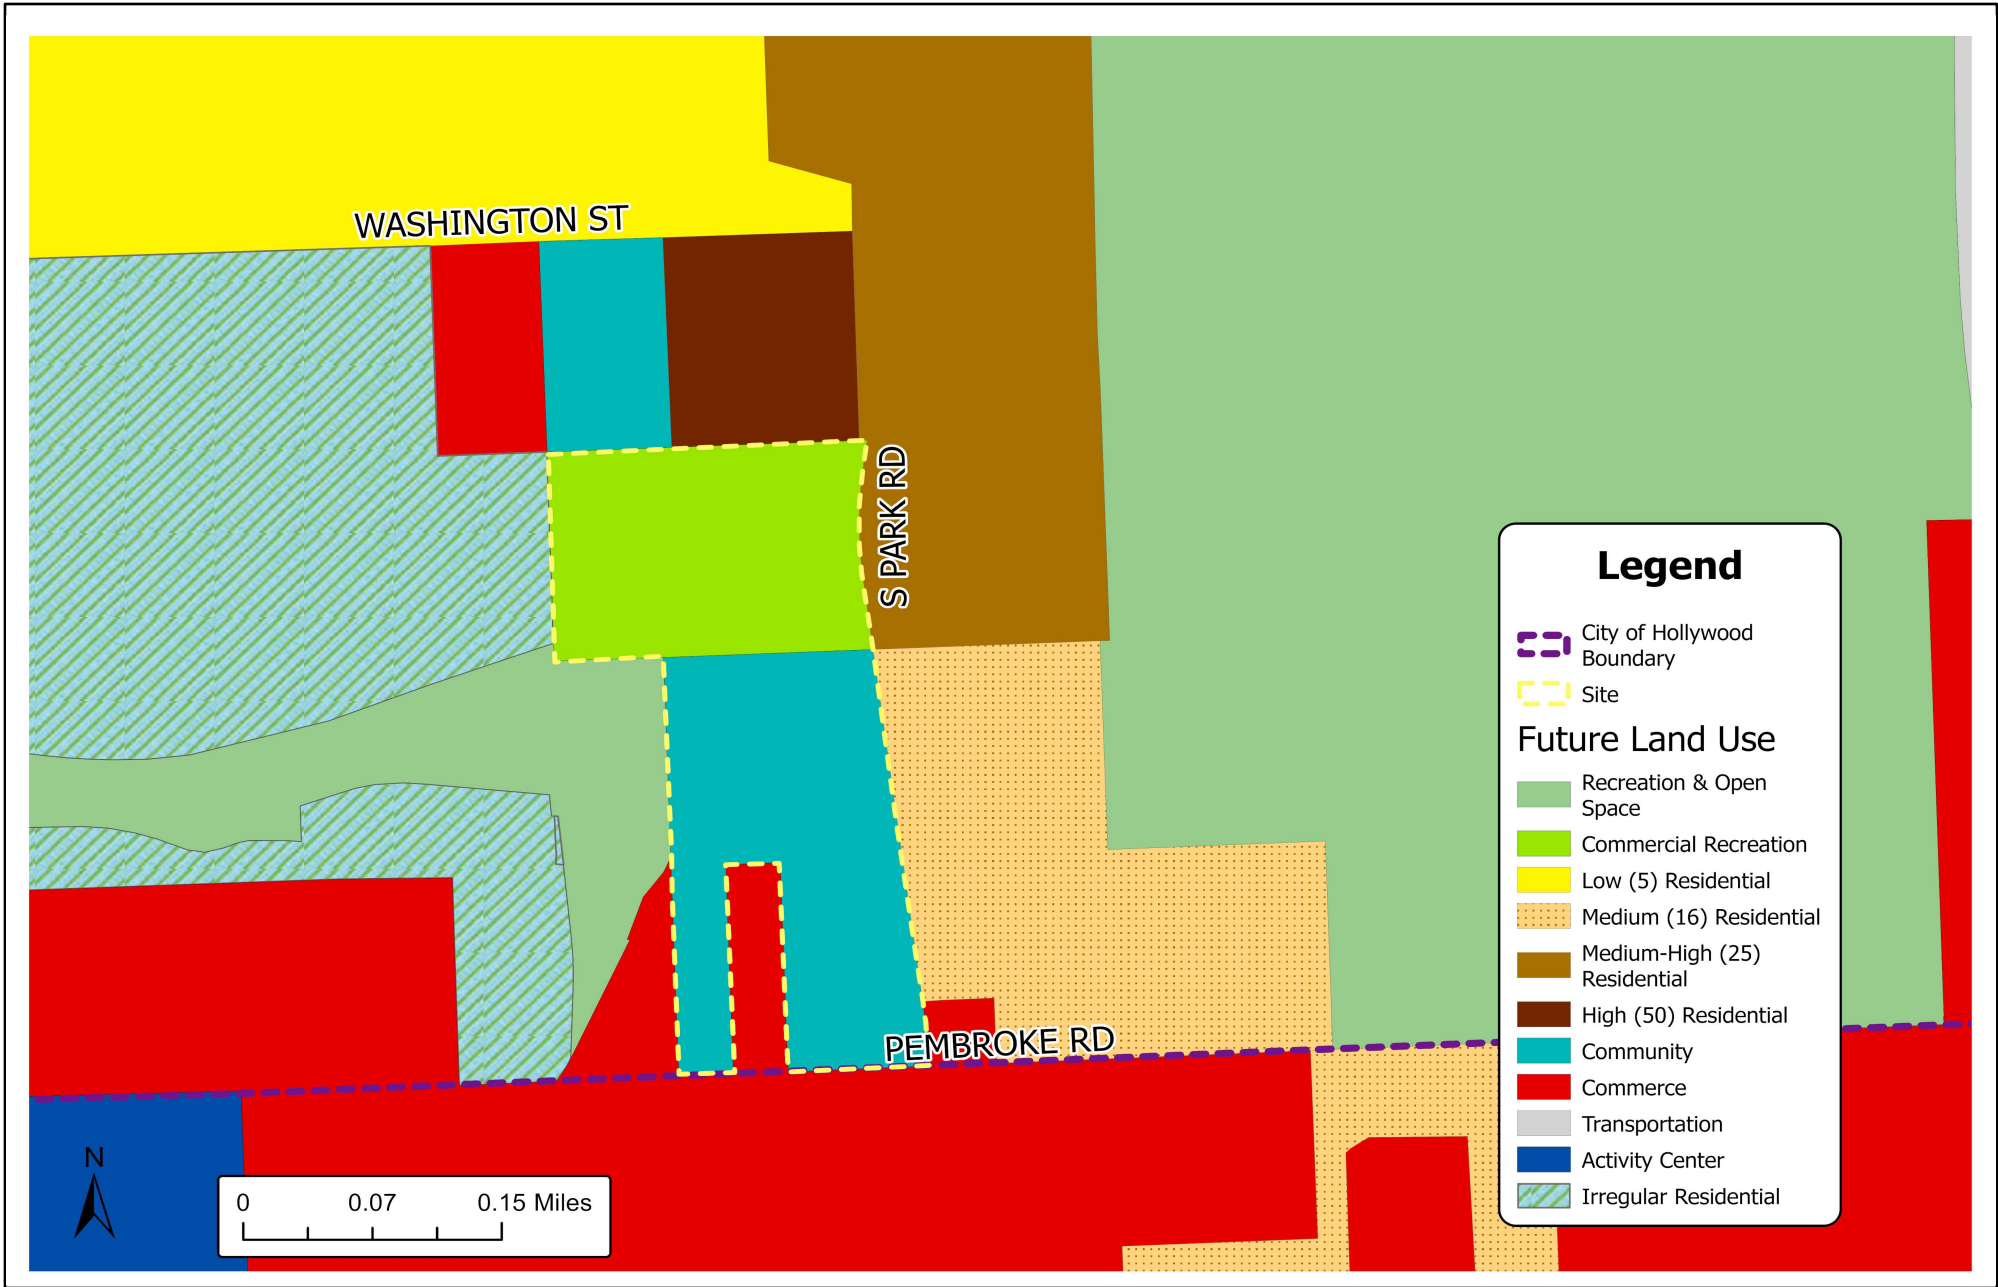 WASHINGTON ST
S PARK RD
PEMBROKE RD
Legend
City of Hollywood
Boundary
Site
Future Land Use
Recreation & Open
Space
Commercial Recreation
Low (5) Residential
Medium (16) Residential
Medium-High (25)
Residential
High (50) Residential
Community
Commerce
Transportation
Activity Center
Irregular Residential
N
0 0.07 0.15 Miles